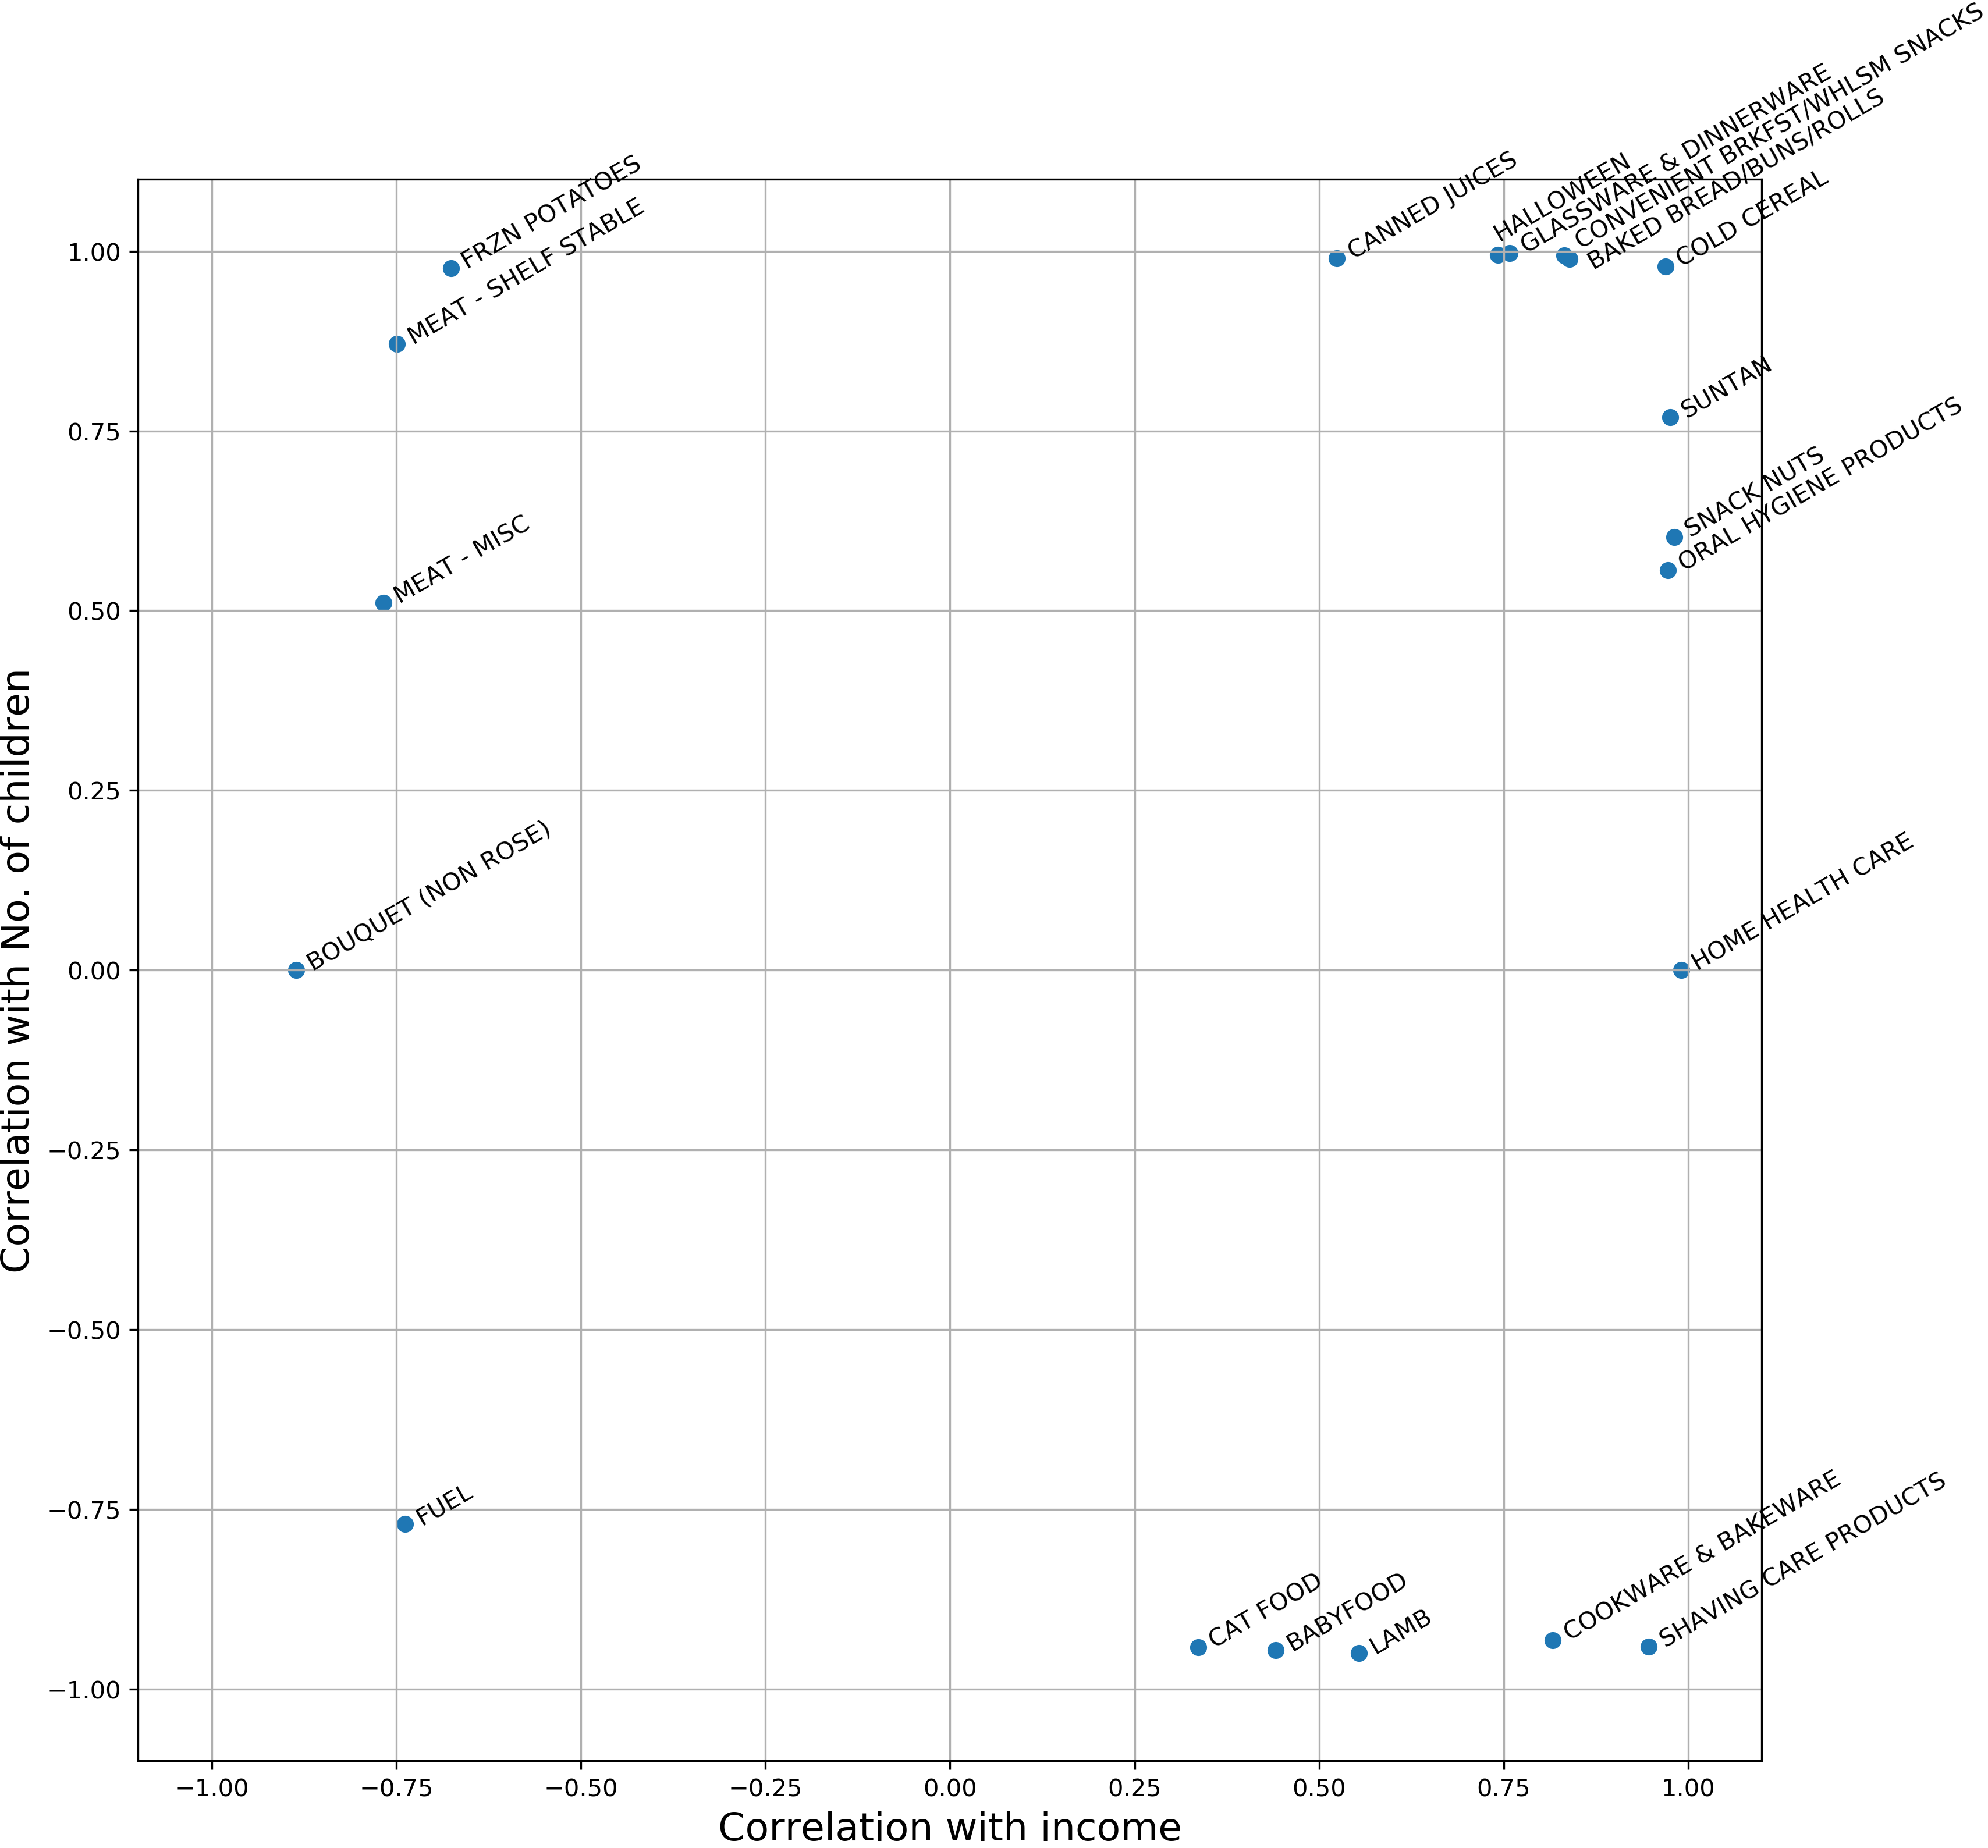 CONVENIENT BRKFST/WHLSM SNACKS
GLASSWARE & DINNERWARE
BAKED BREAD/BUNS/ROLLS
HALLOWEEN
CANNED JUICES
COLD CEREAL
FRZN POTATOES
MEAT - SHELF STABLE
SUNTAN
SNACK NUTS
ORAL HYGIENE PRODUCTS
MEAT - MISC
BOUQUET (NON ROSE)
HOME HEALTH CARE
FUEL
COOKWARE & BAKEWARE
SHAVING CARE PRODUCTS
CAT FOOD
BABYFOOD
LAMB
1.00
0.75
0.50
0.25
0.00
−0.25
−0.50
−0.75
−1.00
Correlation with No. of children
−1.00 −0.75 −0.50 −0.25 0.00 0.25 0.50 0.75 1.00
Correlation with income